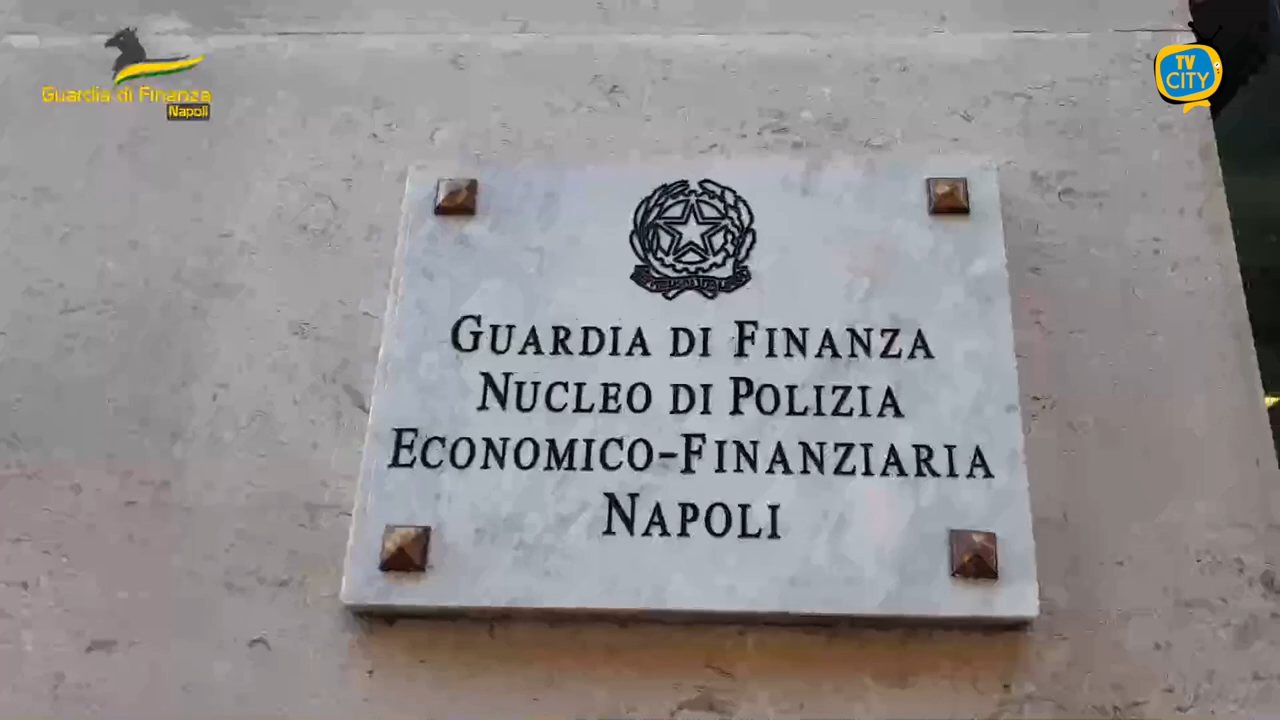 Guardia di Finanza
Napoli
TV
CITY
GUARDIA DI FINANZA
NUCLEO DI POLIZIA
ECONOMICO-FINANZIARIA
NAPOLI